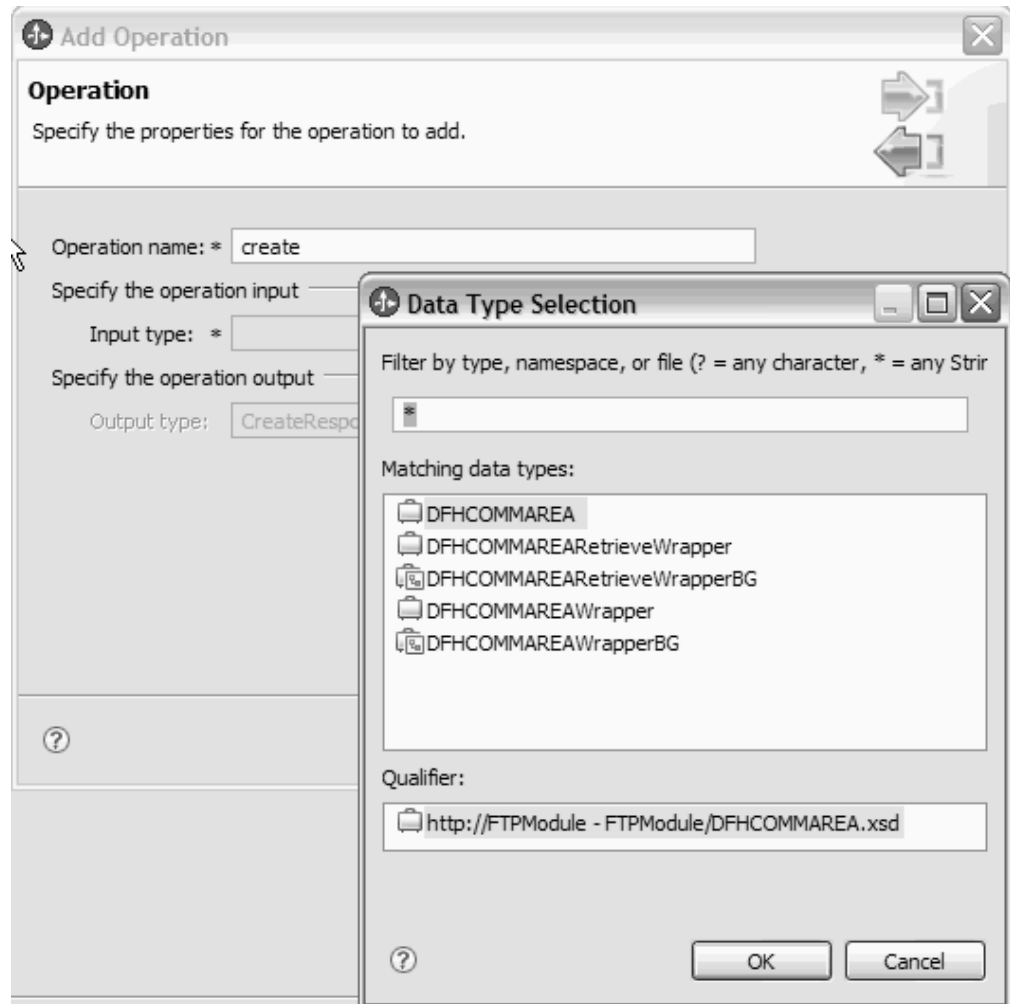 Add Operation
Operation
Specify the properties for the operation to add.
Operation name: * create
Specify the operation input
Input type: *
Specify the operation output
Output type: CreateRespo
Data Type Selection
Filter by type, namespace, or file (? = any character, * = any Strin
*
Matching data types:
DFHCOMMAREA
DFHCOMMAREARetrieveWrapper
DFHCOMMAREARetrieveWrapperBG
DFHCOMMAREAWrapper
DFHCOMMAREAWrapperBG
Qualifier:
http://FTPModule - FTPModule/DFHCOMMAREA.xsd
OK Cancel